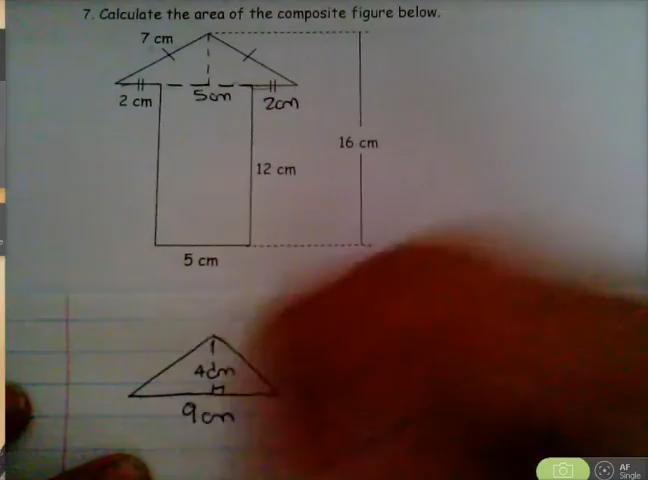 7. Calculate the area of the composite figure below.
7 cm
2 cm
5cm
2cm
16 cm
12 cm
5 cm
4cm
9cm
AF
Single